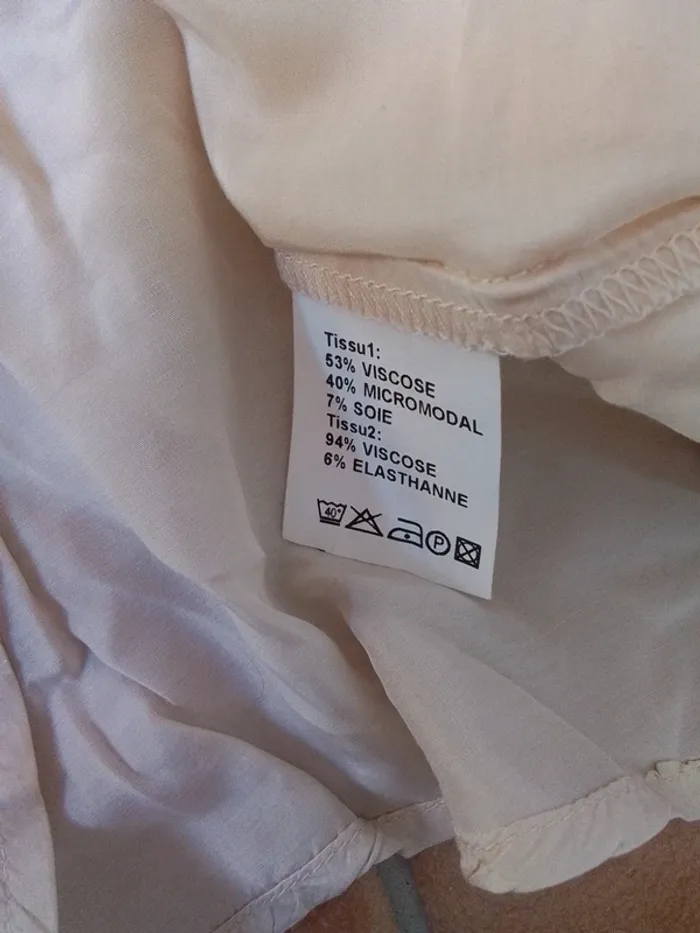 Tissu1:
53% VISCOSE
40% MICROMODAL
7% SOIE
Tissu2:
94% VISCOSE
6% ELASTHANNE
40° P